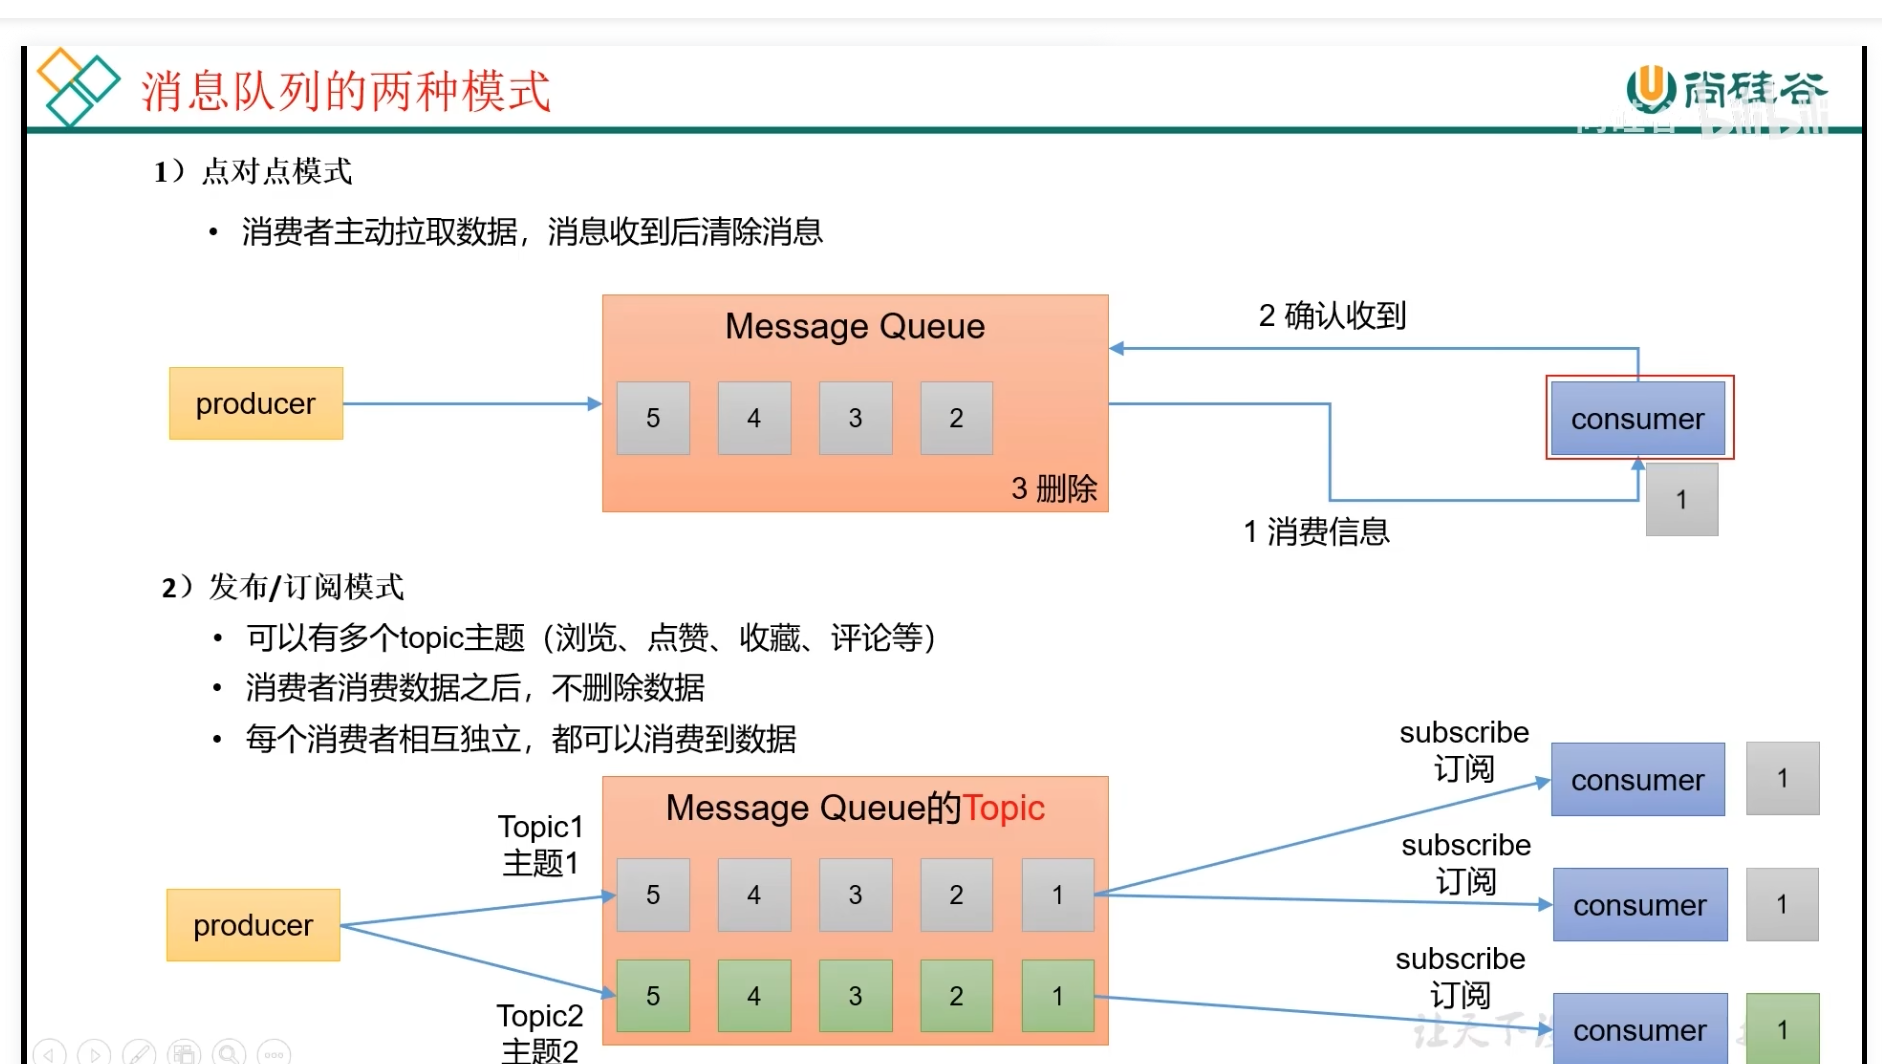 消息队列的两种模式
尚硅谷
bilibili
1）点对点模式
• 消费者主动拉取数据，消息收到后清除消息
Message Queue
2 确认收到
producer
5 4 3 2
consumer
3 删除
1
1 消费信息
2）发布/订阅模式
• 可以有多个topic主题（浏览、点赞、收藏、评论等）
• 消费者消费数据之后，不删除数据
• 每个消费者相互独立，都可以消费到数据
subscribe
订阅
consumer
1
Message Queue的Topic
Topic1
主题1
5 4 3 2 1
subscribe
订阅
consumer
1
producer
5 4 3 2 1
Topic2
主题2
subscribe
订阅
consumer
1
让天下